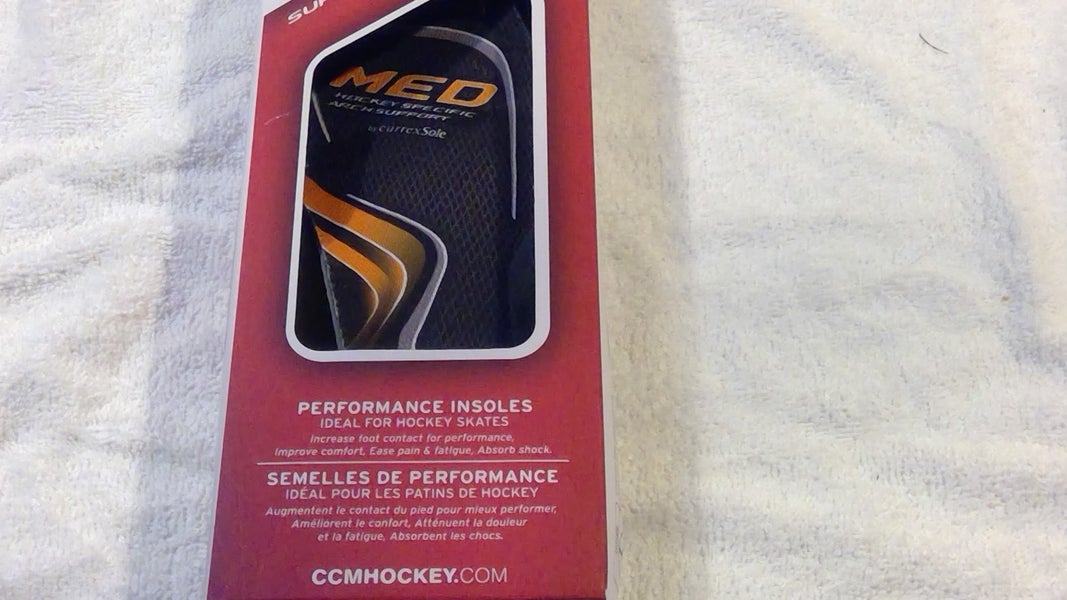 MED
HOCKEY SPECIFIC
ARCH SUPPORT
by currexSole
PERFORMANCE INSOLES
IDEAL FOR HOCKEY SKATES
Increase foot contact for performance,
Improve comfort, Ease pain & fatigue, Absorb shock.
SEMELLES DE PERFORMANCE
IDÉAL POUR LES PATINS DE HOCKEY
Augmentent le contact du pied pour mieux performer,
Améliorent le confort, Atténuent la douleur
et la fatigue, Absorbent les chocs.
CCMHOCKEY.COM